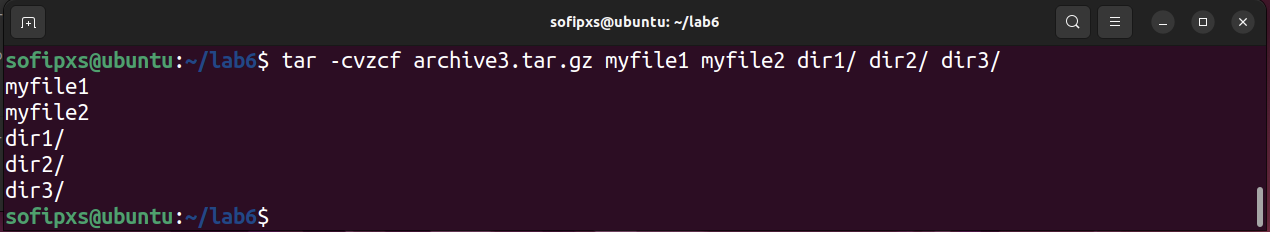 sofipxs@ubuntu: ~/lab6
sofipxs@ubuntu:~/lab6$ tar -cvzcf archive3.tar.gz myfile1 myfile2 dir1/ dir2/ dir3/
myfile1
myfile2
dir1/
dir2/
dir3/
sofipxs@ubuntu:~/lab6$